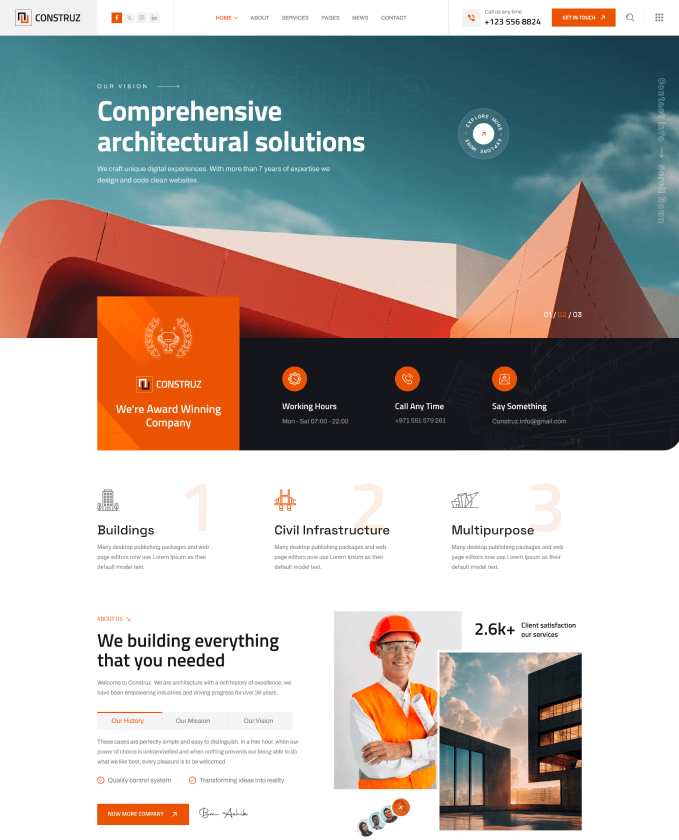 CONSTRUZ
HOME
ABOUT
SERVICES
PAGES
NEWS
CONTACT
Call us any time
+123 556 8824
GET IN TOUCH
OUR VISION
Comprehensive
architectural solutions
We craft unique digital experiences. With more than 7 years of expertise we
design and code clean websites.
EXPLORE MORE - EXPLORE MORE -
01 / 02 / 03
CONSTRUZ
We're Award Winning
Company
Working Hours
Mon - Sat 07:00 - 22:00
Call Any Time
+971 551 579 261
Say Something
Construz.info@gmail.com
1
Buildings
Many desktop publishing packages and web
page editors now use Lorem Ipsum as their
default model text.
2
Civil Infrastructure
Many desktop publishing packages and web
page editors now use Lorem Ipsum as their
default model text.
3
Multipurpose
Many desktop publishing packages and web
page editors now use Lorem Ipsum as their
default model text.
ABOUT US
We building everything
that you needed
Welcome to Construz. We are architecture with a rich history of excellence, we
have been empowering industries and driving progress for over 36 years.
Our History
Our Mission
Our Vision
These cases are perfectly simple and easy to distinguish. In a free hour, when our
power of choice is untrammelled and when nothing prevents our being able to do
what we like best, every pleasure is to be welcomed
Quality control system
Transforming ideas into reality
NOW MORE COMPANY
2.6k+
Client satisfaction
our services